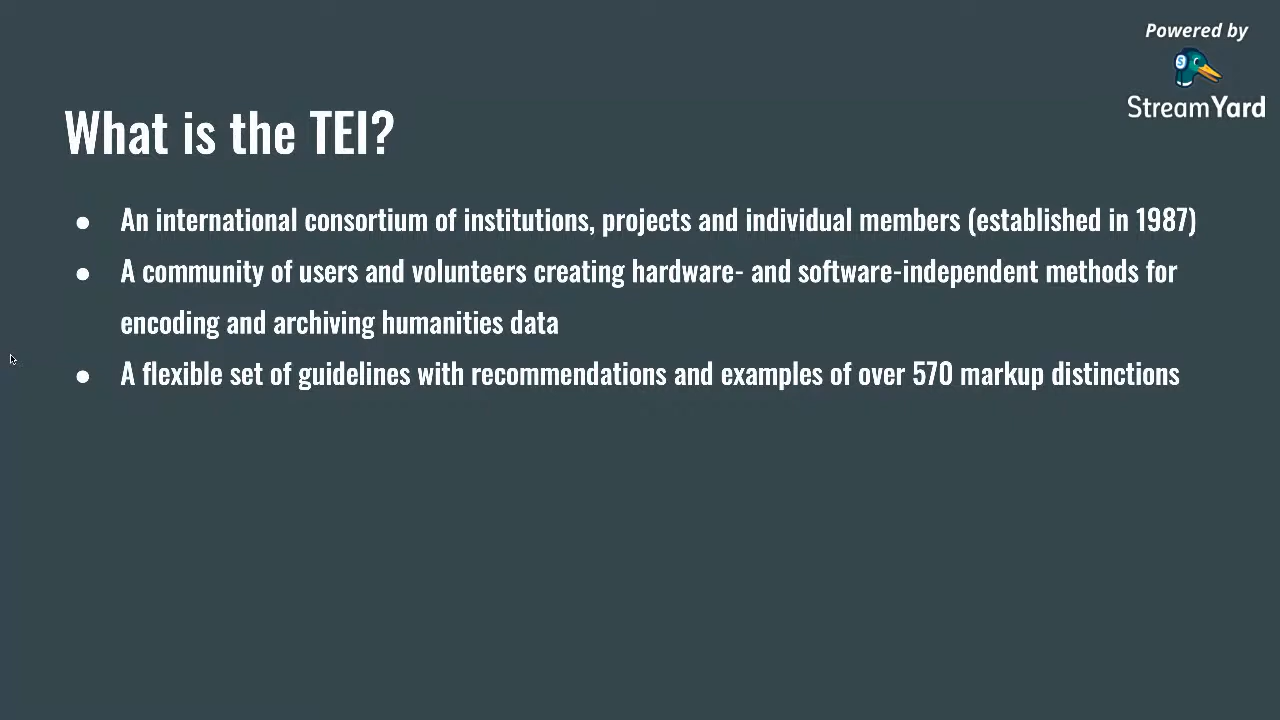 Powered by
StreamYard
What is the TEI?
● An international consortium of institutions, projects and individual members (established in 1987)
● A community of users and volunteers creating hardware- and software-independent methods for
encoding and archiving humanities data
● A flexible set of guidelines with recommendations and examples of over 570 markup distinctions